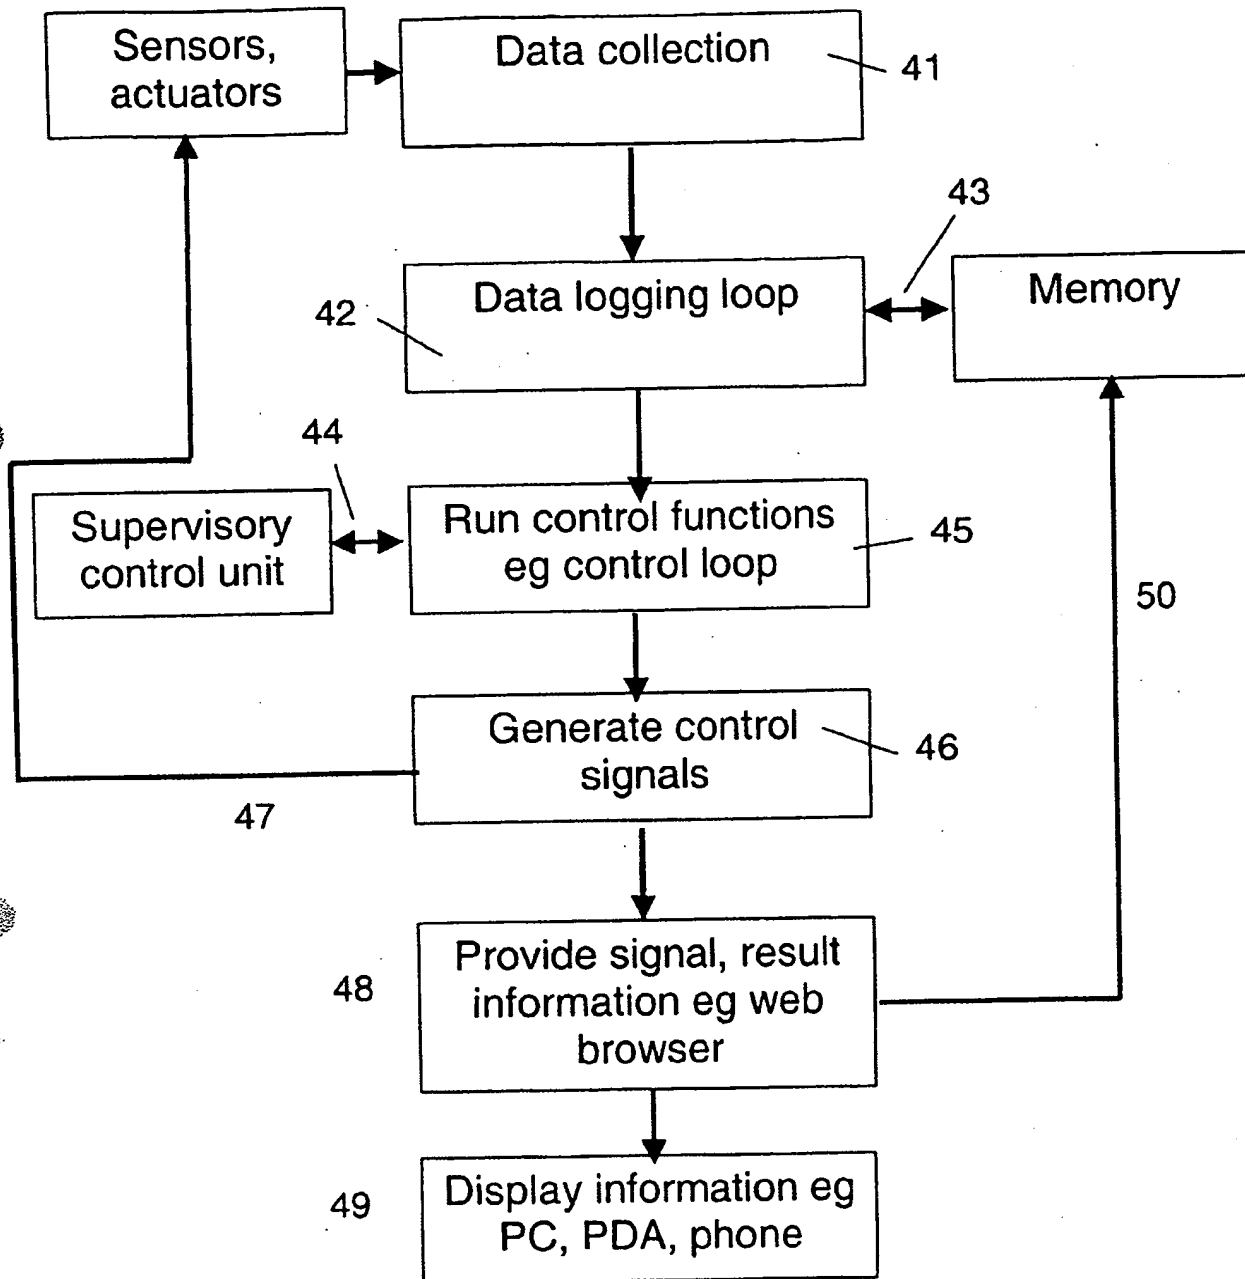 Sensors,
actuators
Data collection
41
43
Data logging loop
42
Memory
44
Supervisory
control unit
Run control functions
eg control loop
45
50
Generate control
signals
46
47
Provide signal, result
information eg web
browser
48
Display information eg
PC, PDA, phone
49